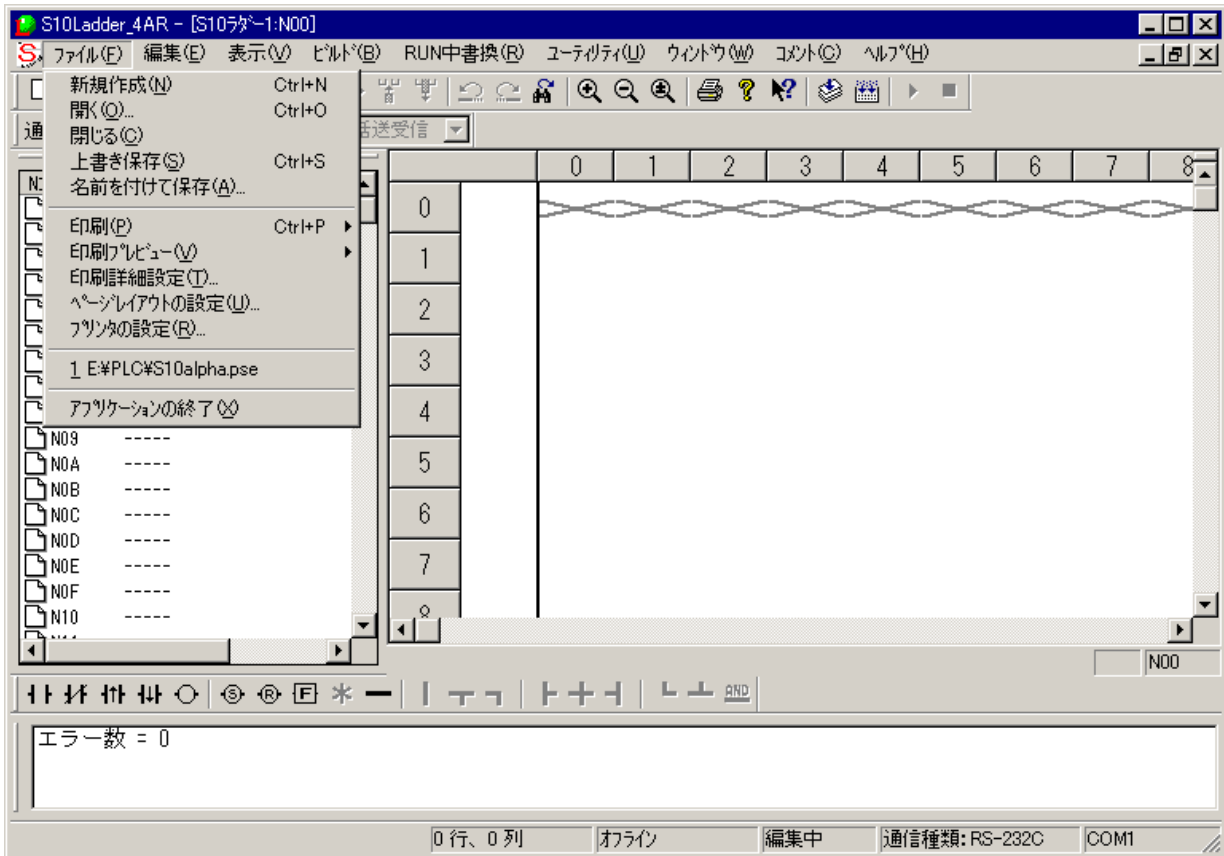 S10Ladder_4AR - [S10ﾗﾀﾞｰ1:N00]
ﾌｧｲﾙ(F) 編集(E) 表示(V) ﾋﾞﾙﾄﾞ(B) RUN中書換(R) ﾕｰﾃｨﾘﾃｨ(U) ｳｨﾝﾄﾞｳ(W) ｺﾒﾝﾄ(C) ﾍﾙﾌﾟ(H)
新規作成(N) Ctrl+N
開く(O)... Ctrl+O
閉じる(C)
上書き保存(S) Ctrl+S
名前を付けて保存(A)...
印刷(P) Ctrl+P
印刷ﾌﾟﾚﾋﾞｭｰ(V)
印刷詳細設定(T)...
ﾍﾟｰｼﾞﾚｲｱｳﾄの設定(U)...
ﾌﾟﾘﾝﾀの設定(R)...
1 E:¥PLC¥S10alpha.pse
ｱﾌﾟﾘｹｰｼｮﾝの終了(X)
通
送受信
N09 -----
N0A -----
N0B -----
N0C -----
N0D -----
N0E -----
N0F -----
N10 -----
0 1 2 3 4 5 6 7 8
0
1
2
3
4
5
6
7
8
N00
S R F AND
エラー数 = 0
0 行、0 列 ｵﾌﾗｲﾝ 編集中 通信種類: RS-232C COM1